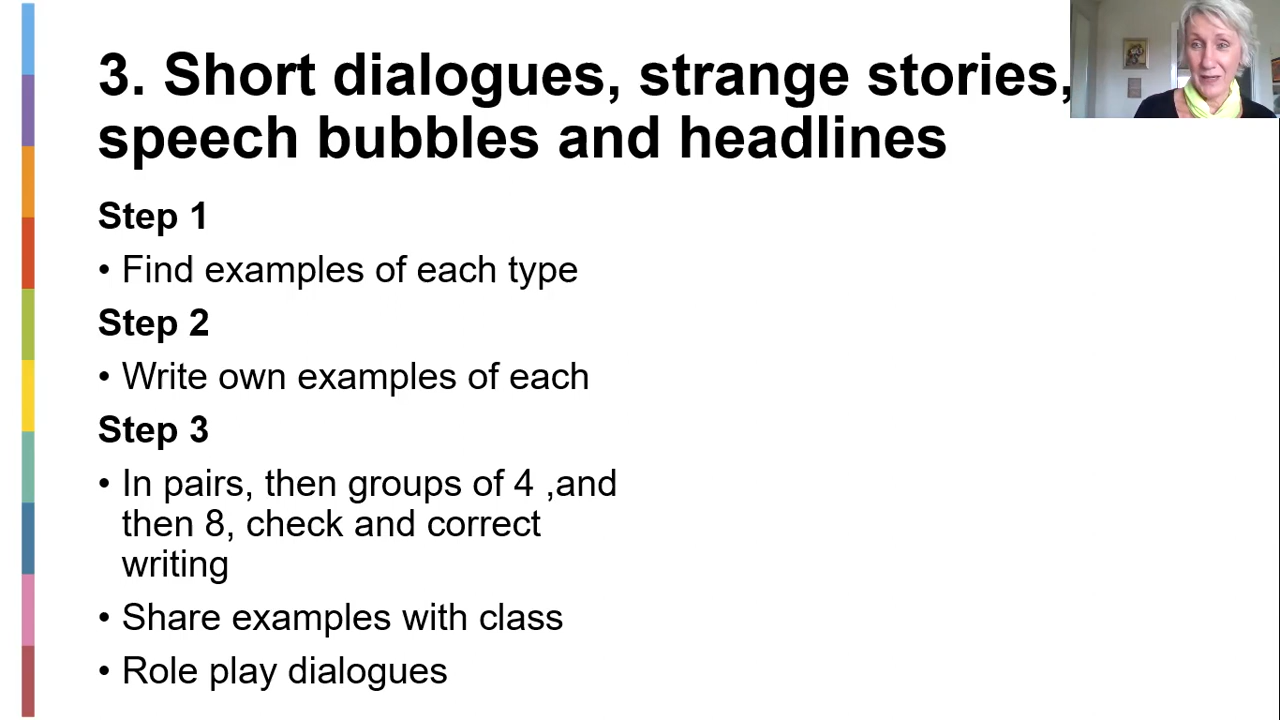 3. Short dialogues, strange stories,
speech bubbles and headlines
Step 1
• Find examples of each type
Step 2
• Write own examples of each
Step 3
• In pairs, then groups of 4 ,and
then 8, check and correct
writing
• Share examples with class
• Role play dialogues